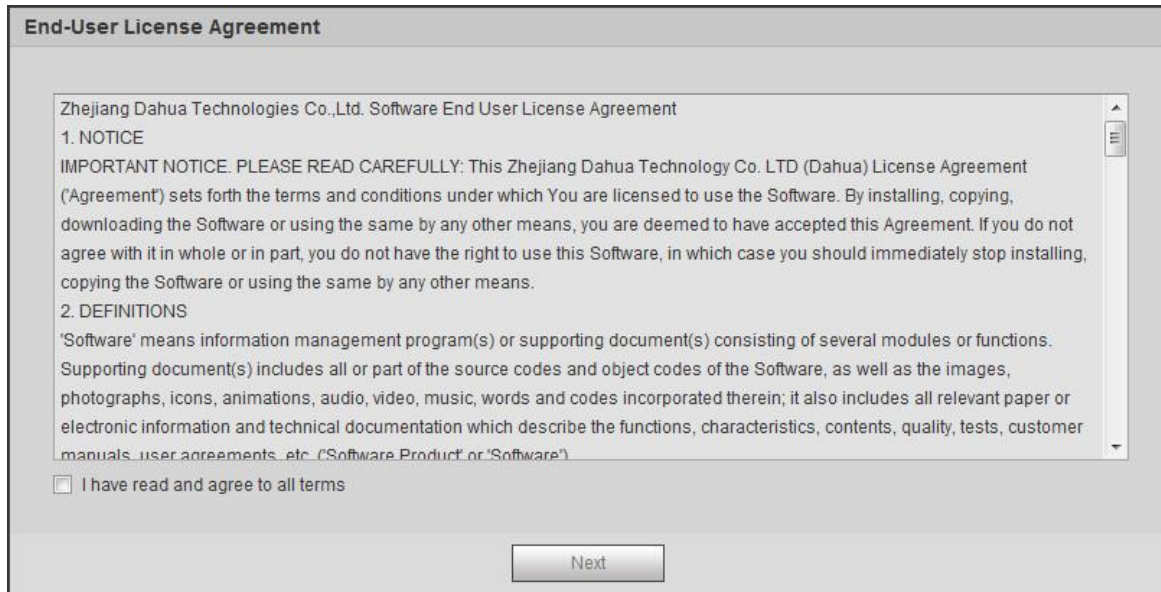 End-User License Agreement
Zhejiang Dahua Technologies Co.,Ltd. Software End User License Agreement
1. NOTICE
IMPORTANT NOTICE. PLEASE READ CAREFULLY: This Zhejiang Dahua Technology Co. LTD (Dahua) License Agreement
('Agreement') sets forth the terms and conditions under which You are licensed to use the Software. By installing, copying,
downloading the Software or using the same by any other means, you are deemed to have accepted this Agreement. If you do not
agree with it in whole or in part, you do not have the right to use this Software, in which case you should immediately stop installing,
copying the Software or using the same by any other means.
2. DEFINITIONS
'Software' means information management program(s) or supporting document(s) consisting of several modules or functions.
Supporting document(s) includes all or part of the source codes and object codes of the Software, as well as the images,
photographs, icons, animations, audio, video, music, words and codes incorporated therein; it also includes all relevant paper or
electronic information and technical documentation which describe the functions, characteristics, contents, quality, tests, customer
manuals, user agreements, etc. ('Software Product' or 'Software')
I have read and agree to all terms
Next